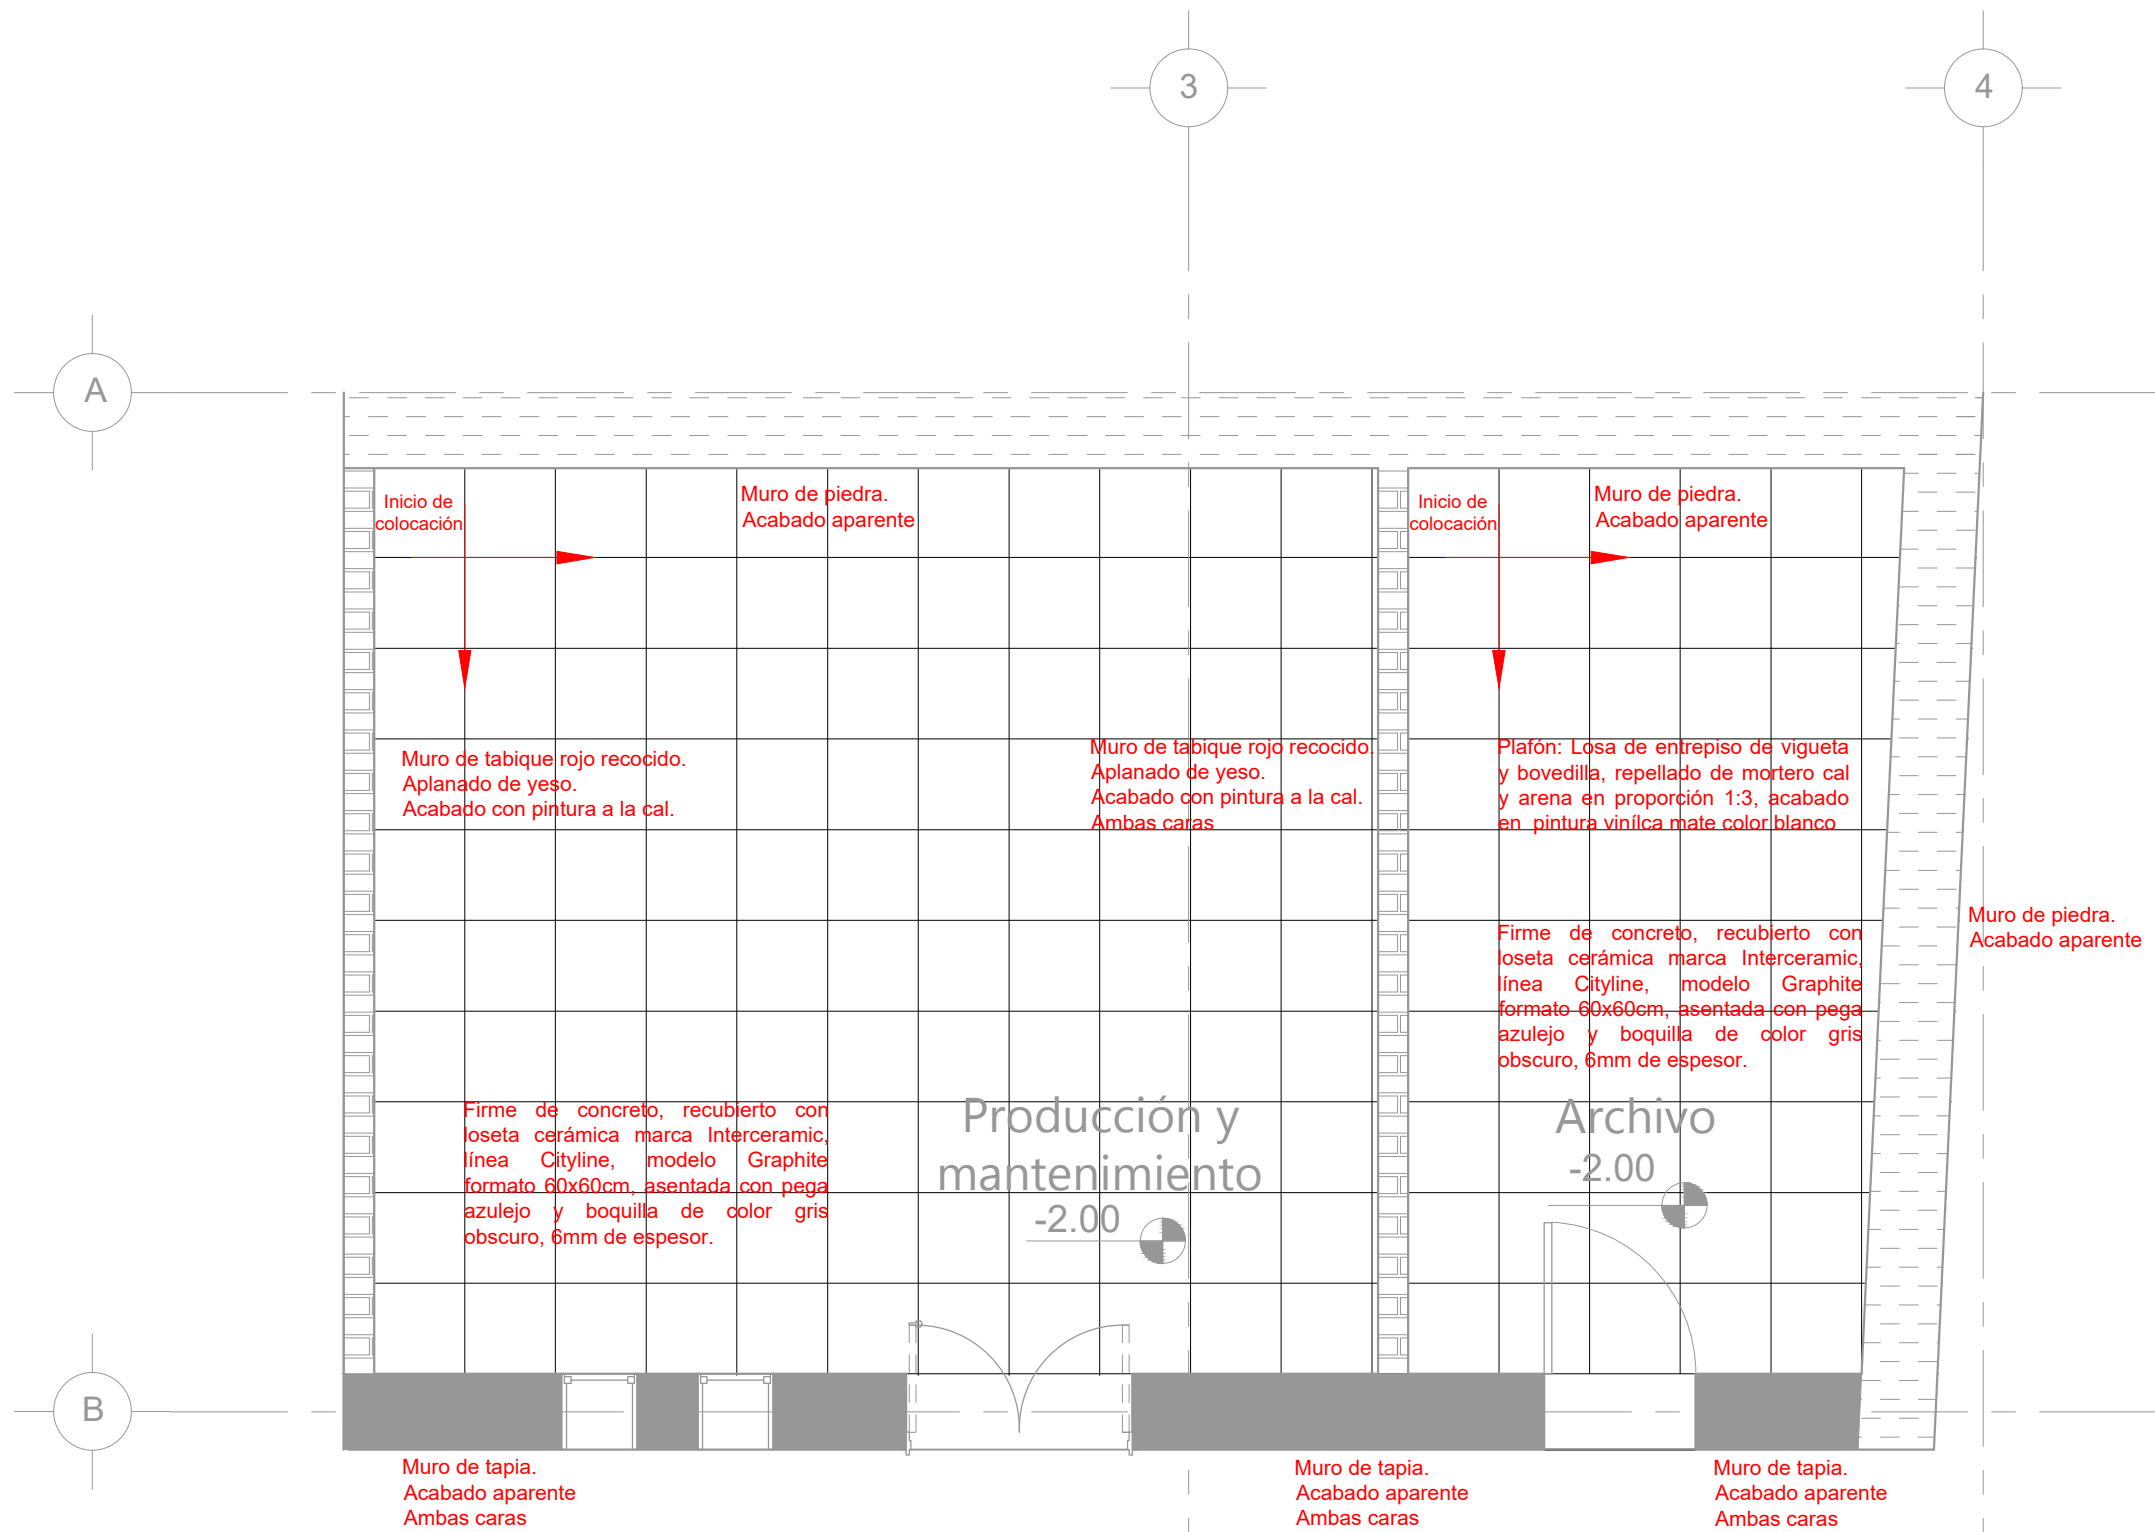 3
4
A
Inicio de
colocación
Muro de piedra.
Acabado aparente
Inicio de
colocación
Muro de piedra.
Acabado aparente
Muro de tabique rojo recocido.
Aplanado de yeso.
Acabado con pintura a la cal.
Muro de tabique rojo recocido.
Aplanado de yeso.
Acabado con pintura a la cal.
Ambas caras
Plafón: Losa de entrepiso de vigueta
y bovedilla, repellado de mortero cal
y arena en proporción 1:3, acabado
en pintura vinílca mate color blanco
Muro de piedra.
Acabado aparente
Firme de concreto, recubierto con
loseta cerámica marca Interceramic,
línea Cityline, modelo Graphite
formato 60x60cm, asentada con pega
azulejo y boquilla de color gris
obscuro, 6mm de espesor.
Firme de concreto, recubierto con
loseta cerámica marca Interceramic,
línea Cityline, modelo Graphite
formato 60x60cm, asentada con pega
azulejo y boquilla de color gris
obscuro, 6mm de espesor.
Producción y
mantenimiento
-2.00
Archivo
-2.00
B
Muro de tapia.
Acabado aparente
Ambas caras
Muro de tapia.
Acabado aparente
Ambas caras
Muro de tapia.
Acabado aparente
Ambas caras